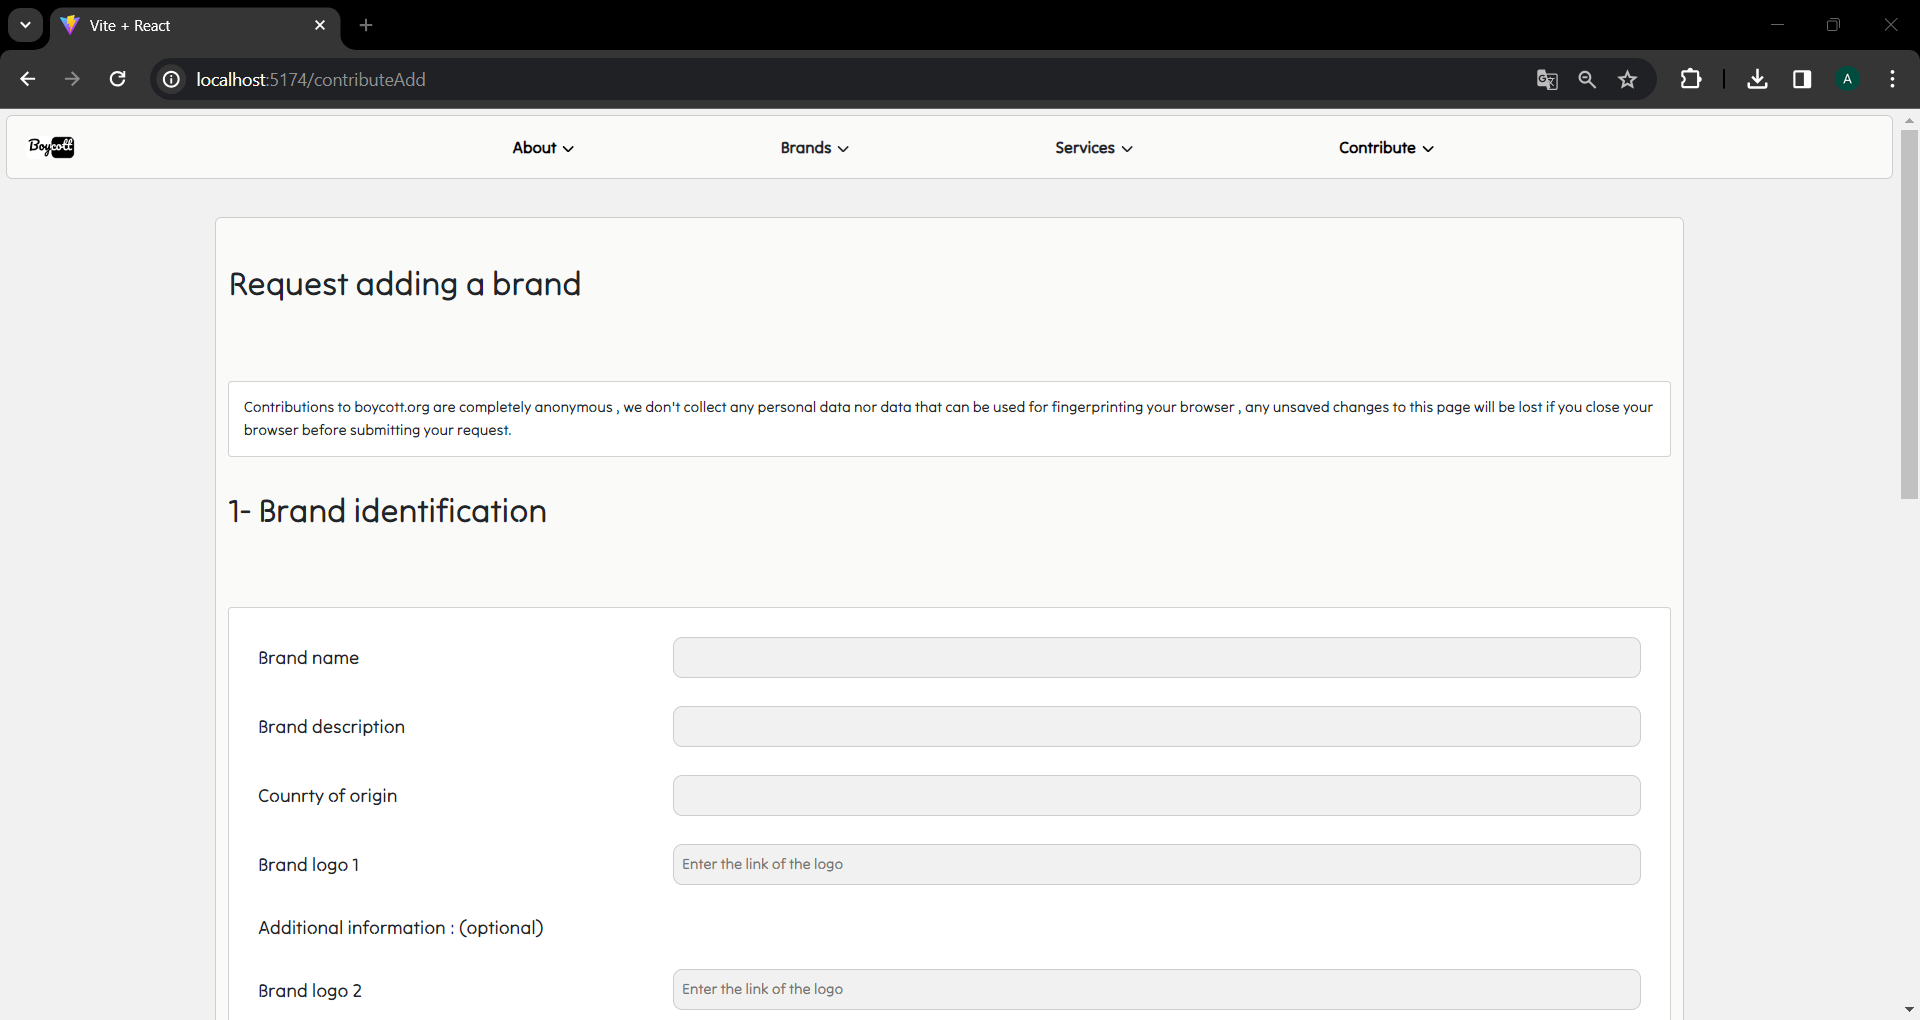 Vite + React
localhost:5174/contributeAdd
A
Boycott
About
Brands
Services
Contribute
Request adding a brand
Contributions to boycott.org are completely anonymous , we don't collect any personal data nor data that can be used for fingerprinting your browser , any unsaved changes to this page will be lost if you close your
browser before submitting your request.
1- Brand identification
Brand name
Brand description
Counrty of origin
Brand logo 1
Enter the link of the logo
Additional information : (optional)
Brand logo 2
Enter the link of the logo